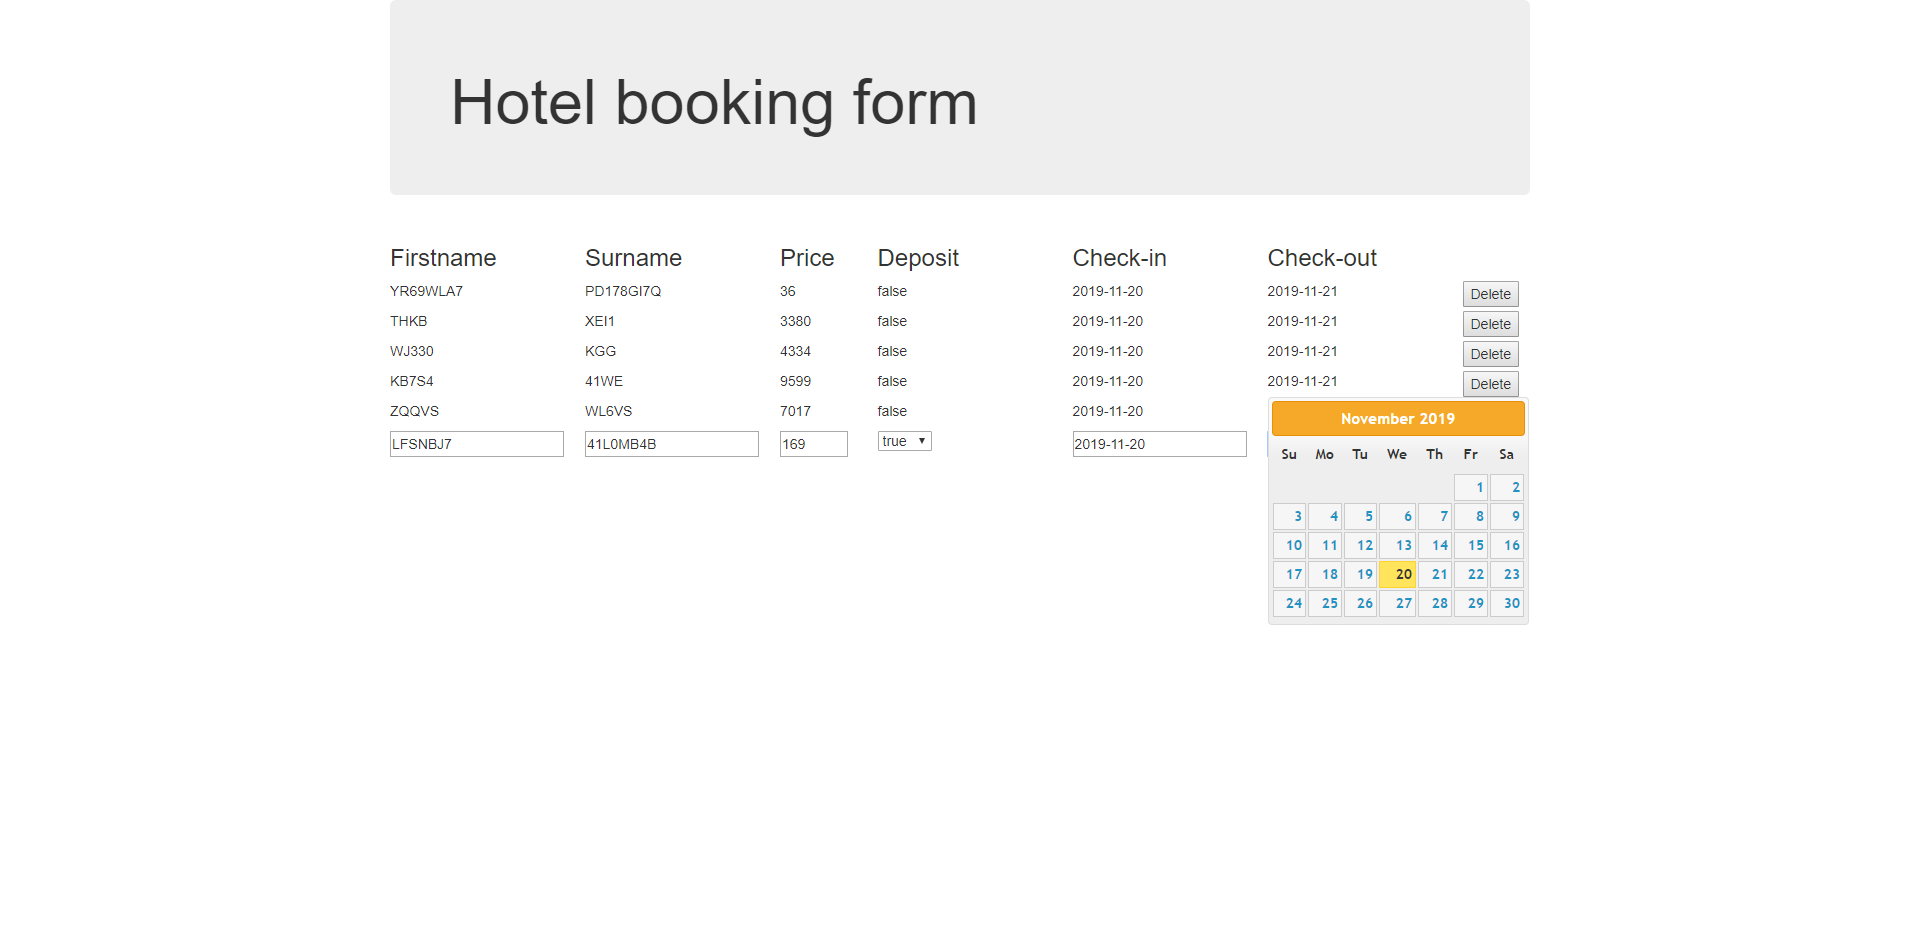 Hotel booking form
Firstname Surname Price Deposit Check-in Check-out
YR69WLA7 PD178GI7Q 36 false 2019-11-20 2019-11-21 Delete
THKB XEI1 3380 false 2019-11-20 2019-11-21 Delete
WJ330 KGG 4334 false 2019-11-20 2019-11-21 Delete
KB7S4 41WE 9599 false 2019-11-20 2019-11-21 Delete
ZQQVS WL6VS 7017 false 2019-11-20
LFSNBJ7 41L0MB4B 169 true 2019-11-20
November 2019
Su Mo Tu We Th Fr Sa
1 2
3 4 5 6 7 8 9
10 11 12 13 14 15 16
17 18 19 20 21 22 23
24 25 26 27 28 29 30